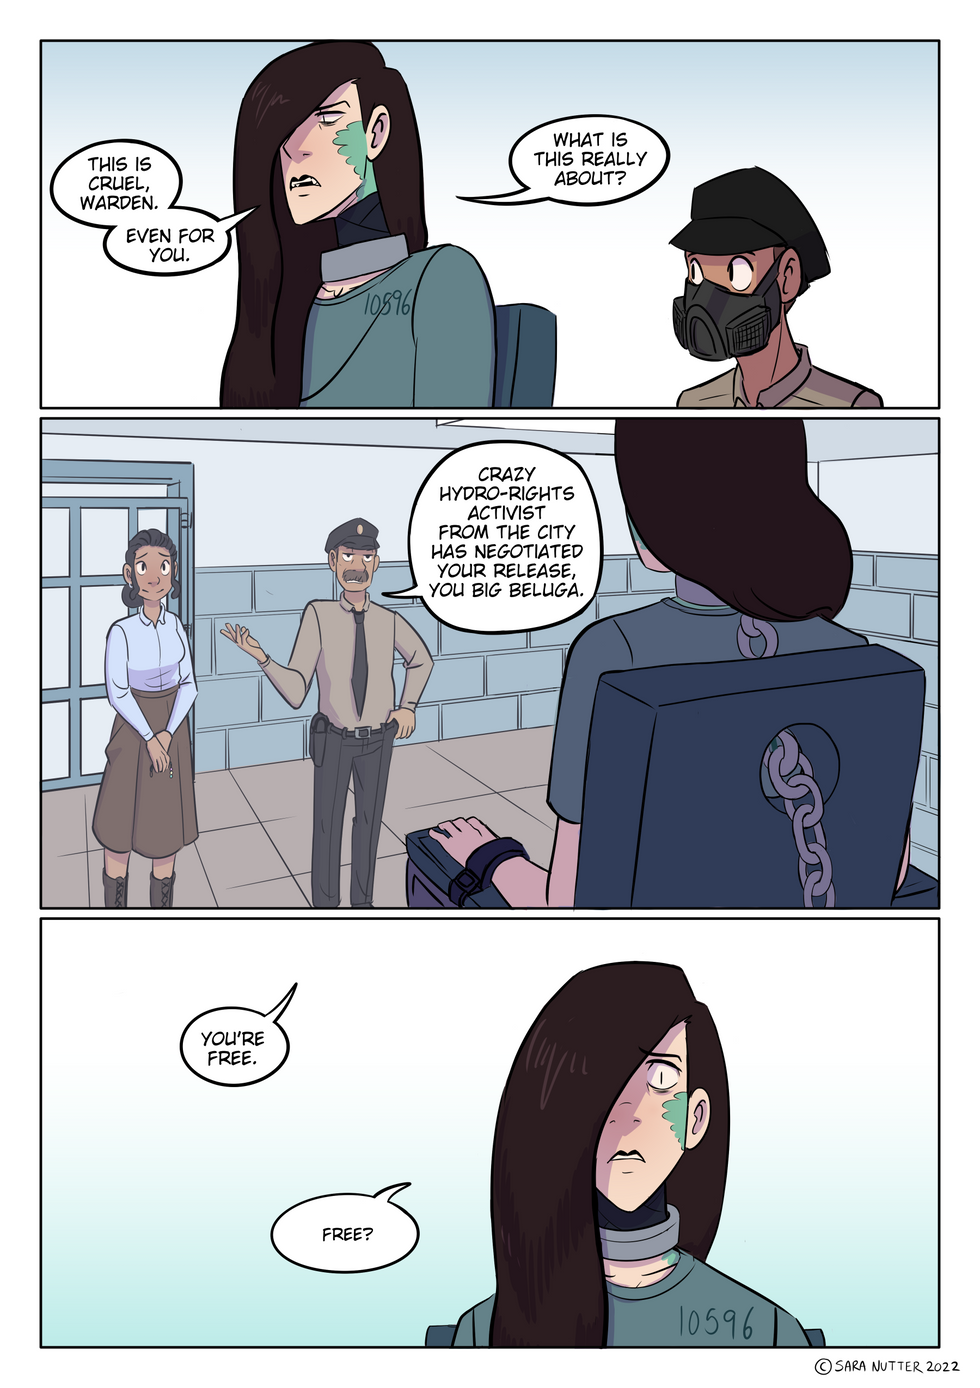 THIS IS
CRUEL,
WARDEN.
EVEN FOR
YOU.
WHAT IS
THIS REALLY
ABOUT?
10596
CRAZY
HYDRO-RIGHTS
ACTIVIST
FROM THE CITY
HAS NEGOTIATED
YOUR RELEASE,
YOU BIG BELUGA.
YOU'RE
FREE.
FREE?
10596
© SARA NUTTER 2022